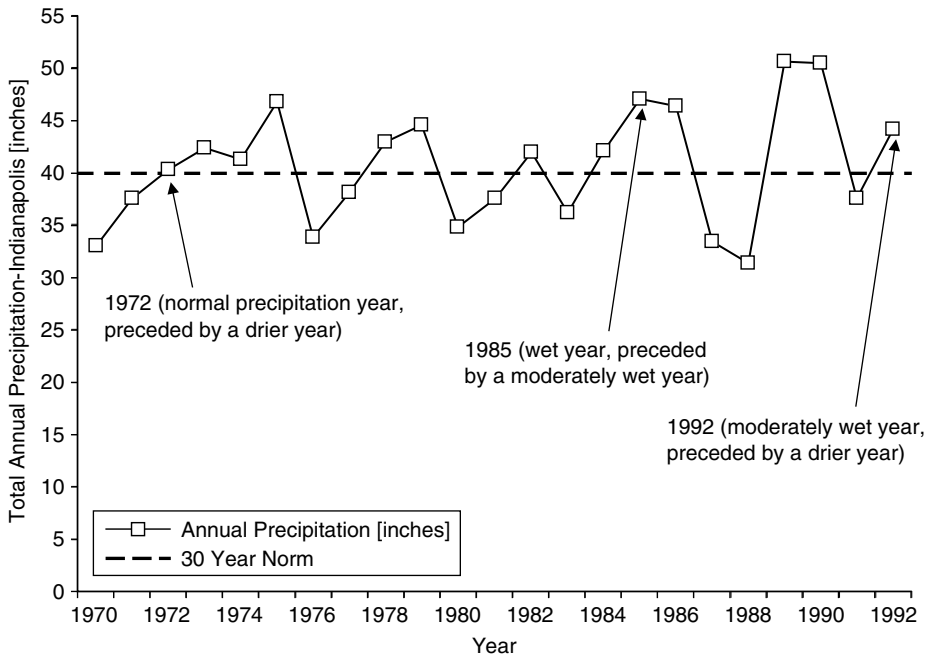 55
50
45
40
35
30
25
20
15
10
5
0
Total Annual Precipitation-Indianapolis [inches]
1972 (normal precipitation year,
preceded by a drier year)
1985 (wet year, preceded
by a moderately wet year)
1992 (moderately wet year,
preceded by a drier year)
Annual Precipitation [inches]
30 Year Norm
1970 1972 1974 1976 1978 1980 1982 1984 1986 1988 1990 1992
Year